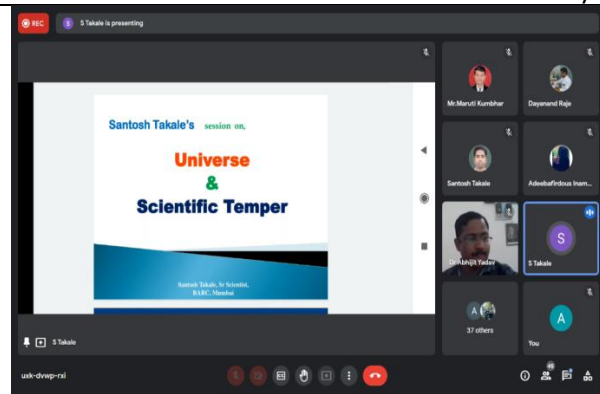 REC
S Takale is presenting
Santosh Takale's session on,
Universe
&
Scientific Temper
Santosh Takale, Sr Scientist,
BARC, Mumbai
S Takale
Mr.Maruti Kumbhar
Dayanand Raje
Santosh Takale
Adeebafirdous Inam...
Dr Abhijit Yadav
S
S Takale
A
37 others
A
You
uxk-dvwp-rxi